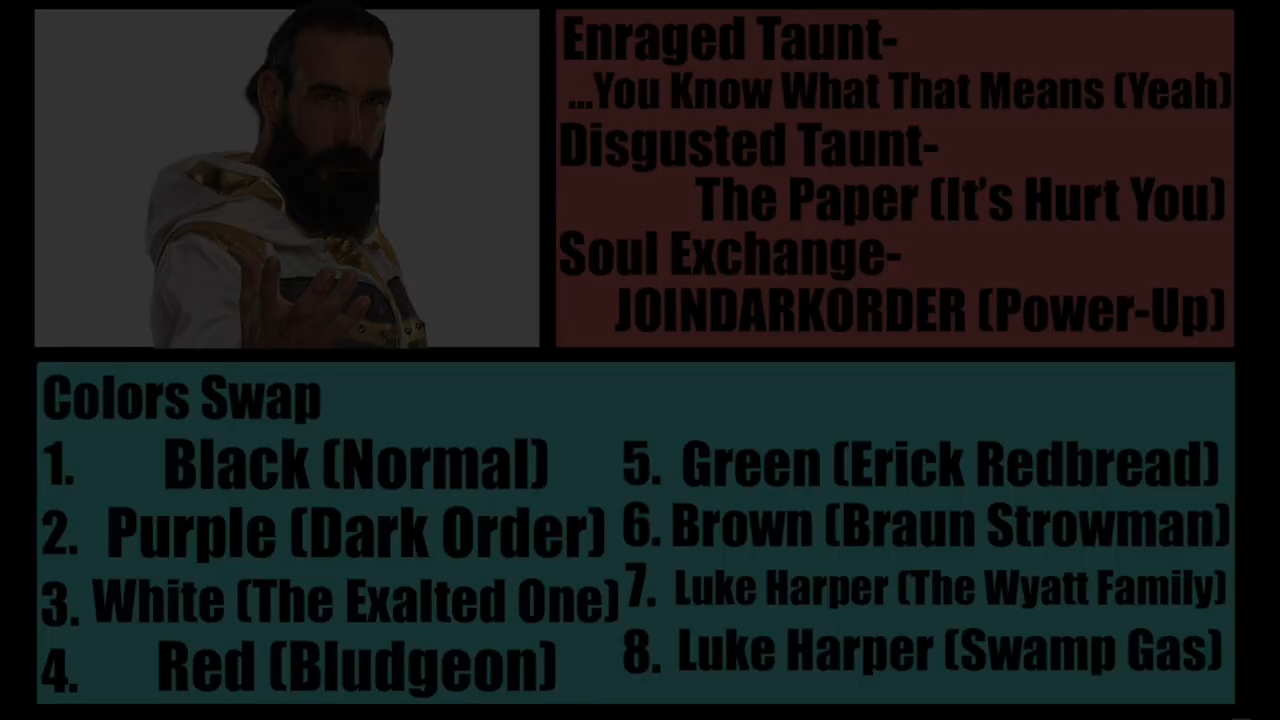 Enraged Taunt-
...You Know What That Means (Yeah)
Disgusted Taunt-
The Paper (It's Hurt You)
Soul Exchange-
JOINDARKORDER (Power-Up)
Colors Swap
1. Black (Normal)
2. Purple (Dark Order)
3. White (The Exalted One)
4. Red (Bludgeon)
5. Green (Erick Redbread)
6. Brown (Braun Strowman)
7. Luke Harper (The Wyatt Family)
8. Luke Harper (Swamp Gas)